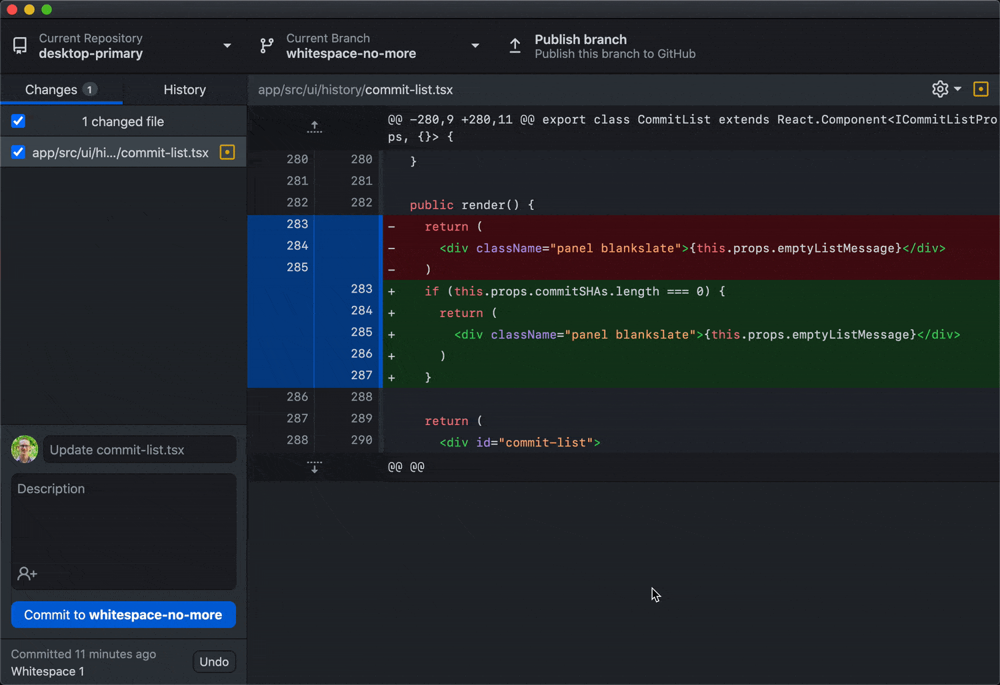 Current Repository
desktop-primary
Current Branch
whitespace-no-more
Publish branch
Publish this branch to GitHub
Changes 1
History
app/src/ui/history/commit-list.tsx
1 changed file
app/src/ui/hi.../commit-list.tsx
@@ -280,9 +280,11 @@ export class CommitList extends React.Component<ICommitListPro
ps, {}> {
280 280 }
281 281
282 282 public render() {
283 - return (
284 - <div className="panel blankslate">{this.props.emptyListMessage}</div>
285 - )
283 + if (this.props.commitSHAs.length === 0) {
284 + return (
285 + <div className="panel blankslate">{this.props.emptyListMessage}</div>
286 + )
287 + }
286 288
287 289 return (
288 290 <div id="commit-list">
@@ @@
Update commit-list.tsx
Description
Commit to whitespace-no-more
Committed 11 minutes ago
Whitespace 1
Undo